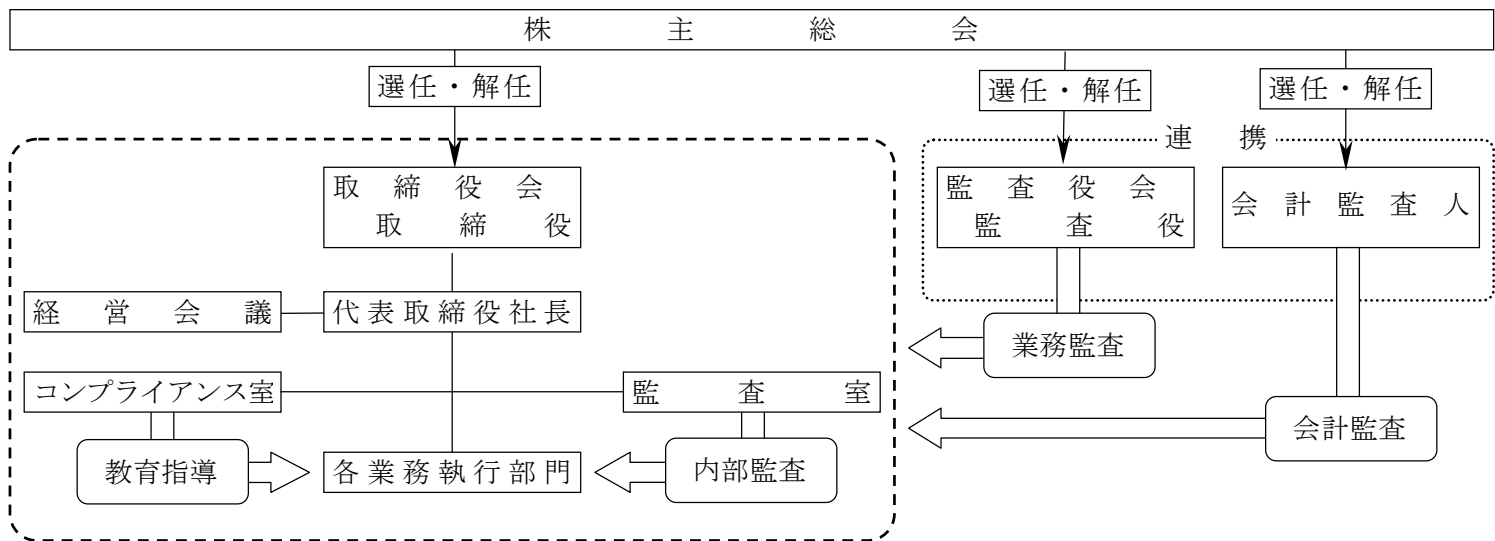 株主総会
選任・解任
選任・解任
選任・解任
連携
取締役会
取締役
監査役会
監査役
会計監査人
経営会議
代表取締役社長
業務監査
コンプライアンス室
監査室
会計監査
教育指導
各業務執行部門
内部監査